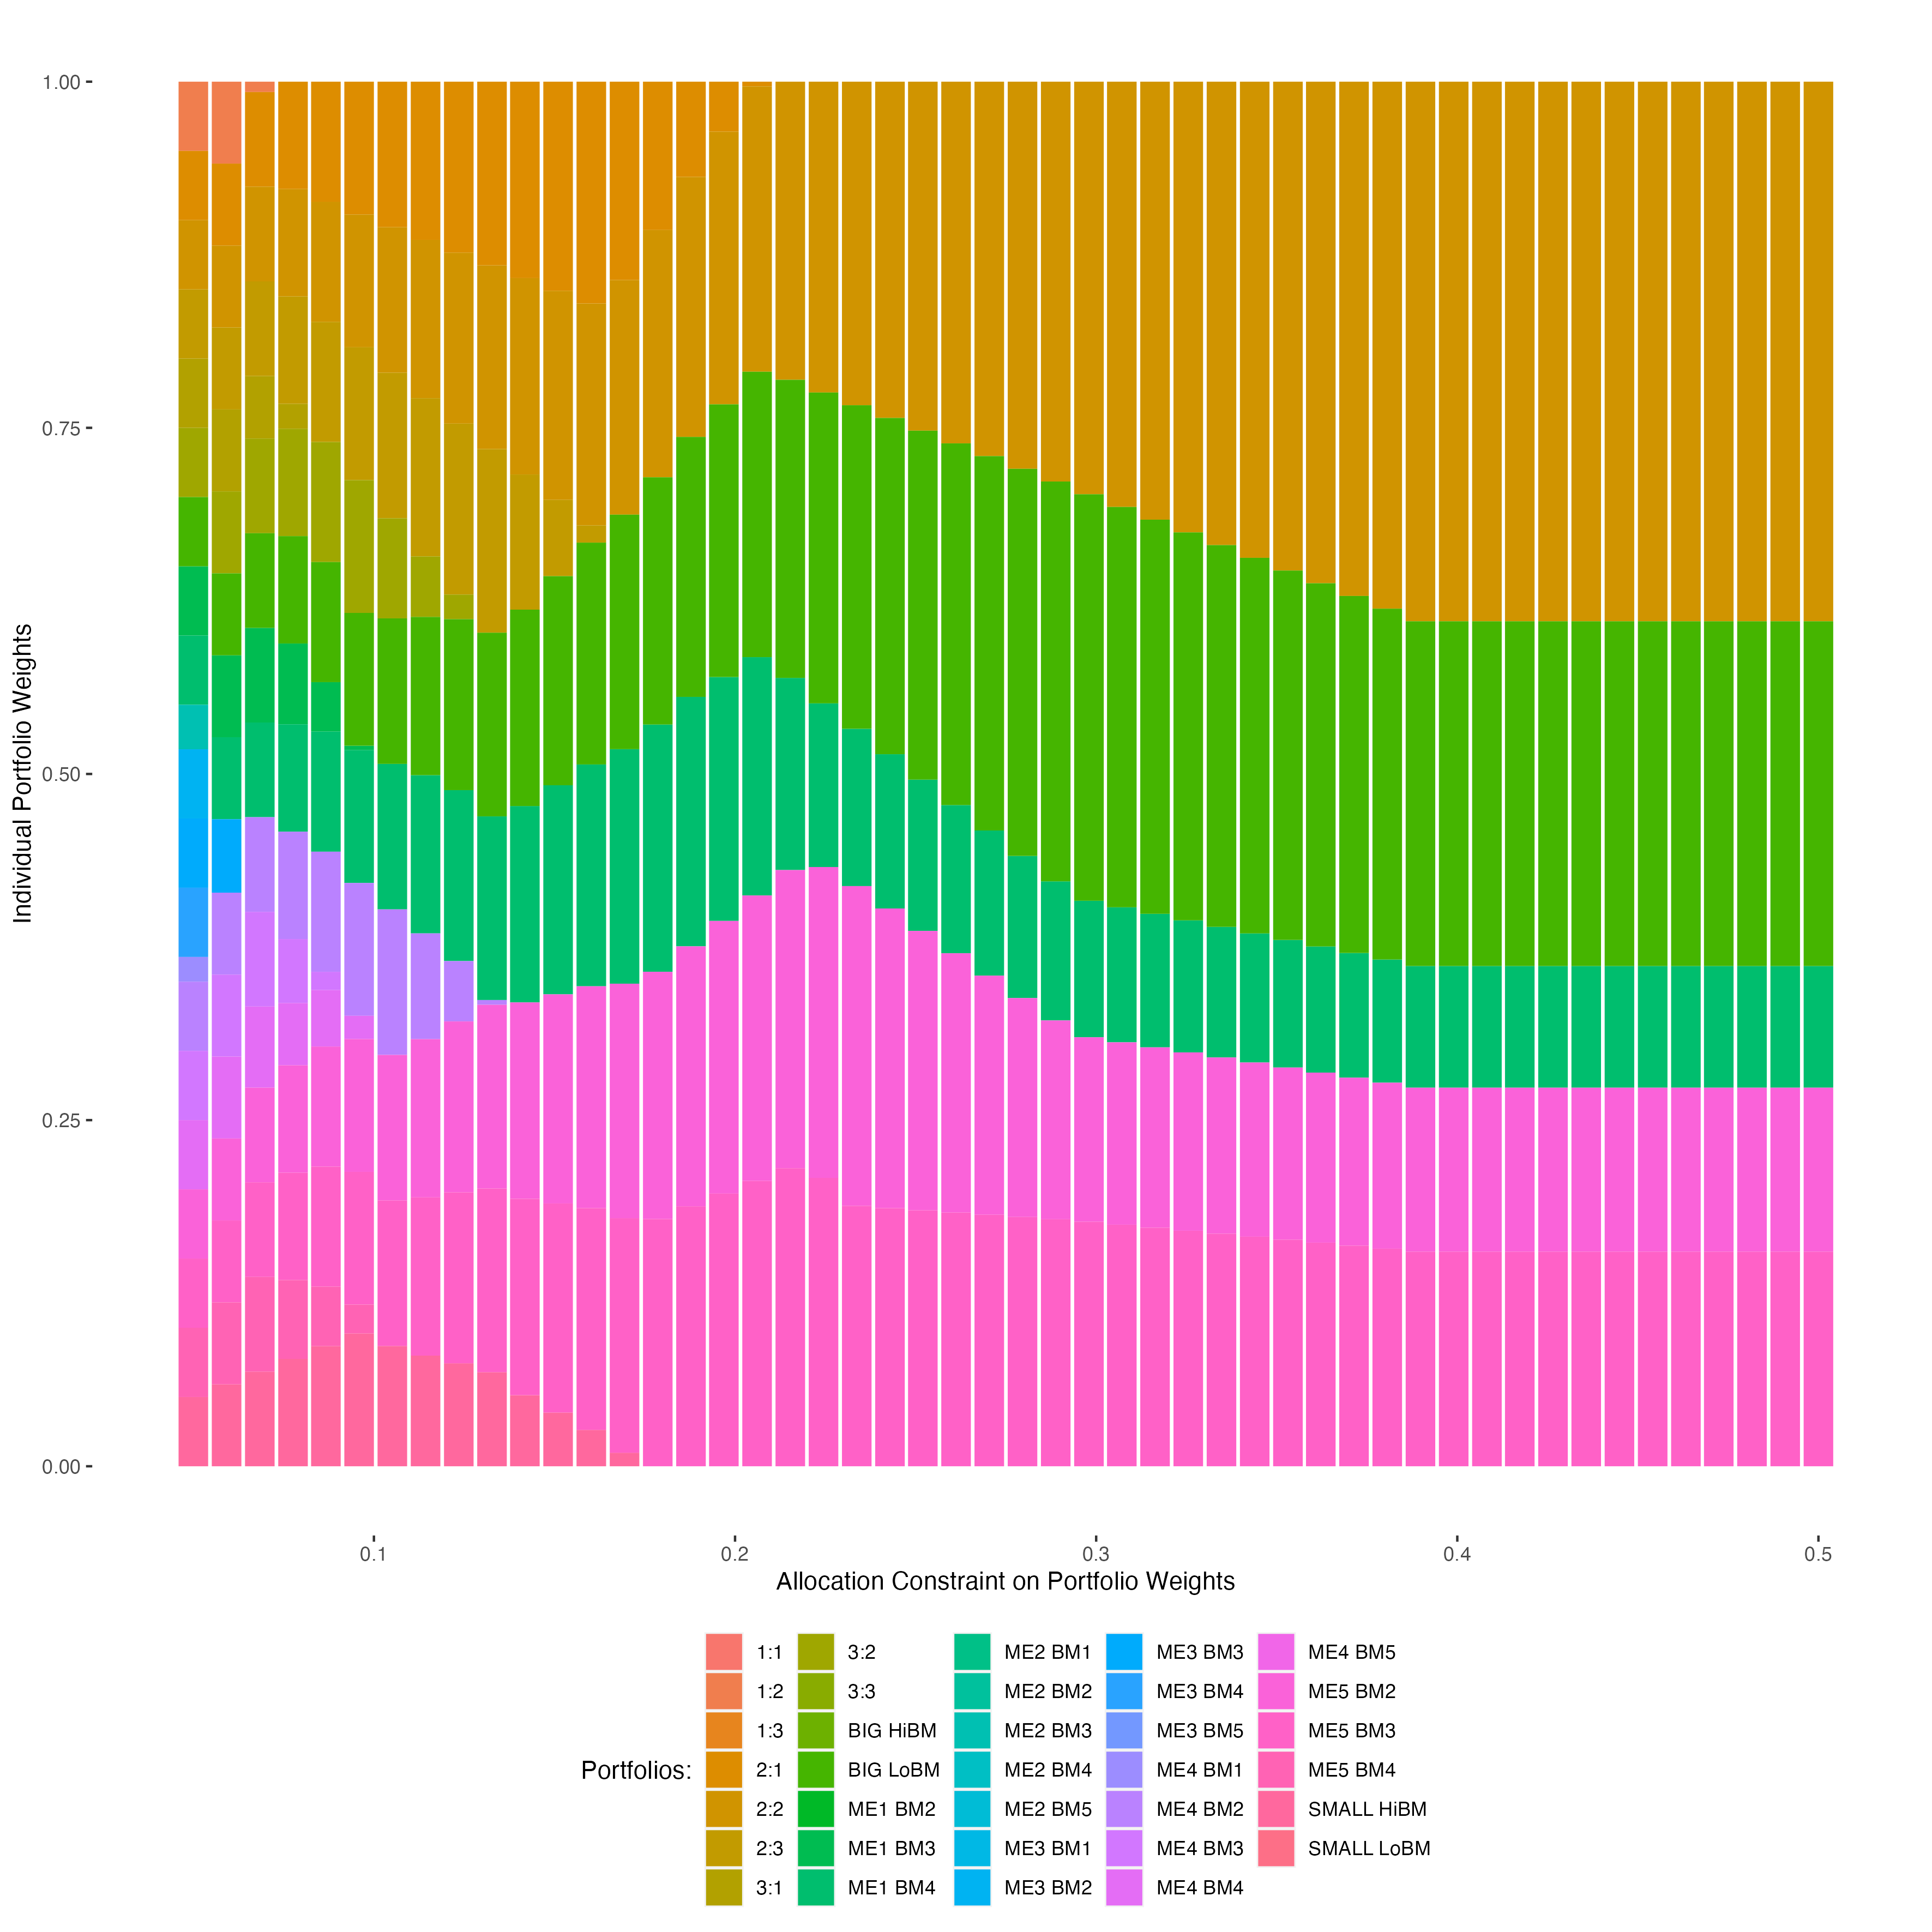 1.00
0.75
0.50
0.25
0.00
Individual Portfolio Weights
0.1
0.2
0.3
0.4
0.5
Allocation Constraint on Portfolio Weights
Portfolios:
1:1
1:2
1:3
2:1
2:2
2:3
3:1
3:2
3:3
BIG HiBM
BIG LoBM
ME1 BM2
ME1 BM3
ME1 BM4
ME2 BM1
ME2 BM2
ME2 BM3
ME2 BM4
ME2 BM5
ME3 BM1
ME3 BM2
ME3 BM3
ME3 BM4
ME3 BM5
ME4 BM1
ME4 BM2
ME4 BM3
ME4 BM4
ME4 BM5
ME5 BM2
ME5 BM3
ME5 BM4
SMALL HiBM
SMALL LoBM